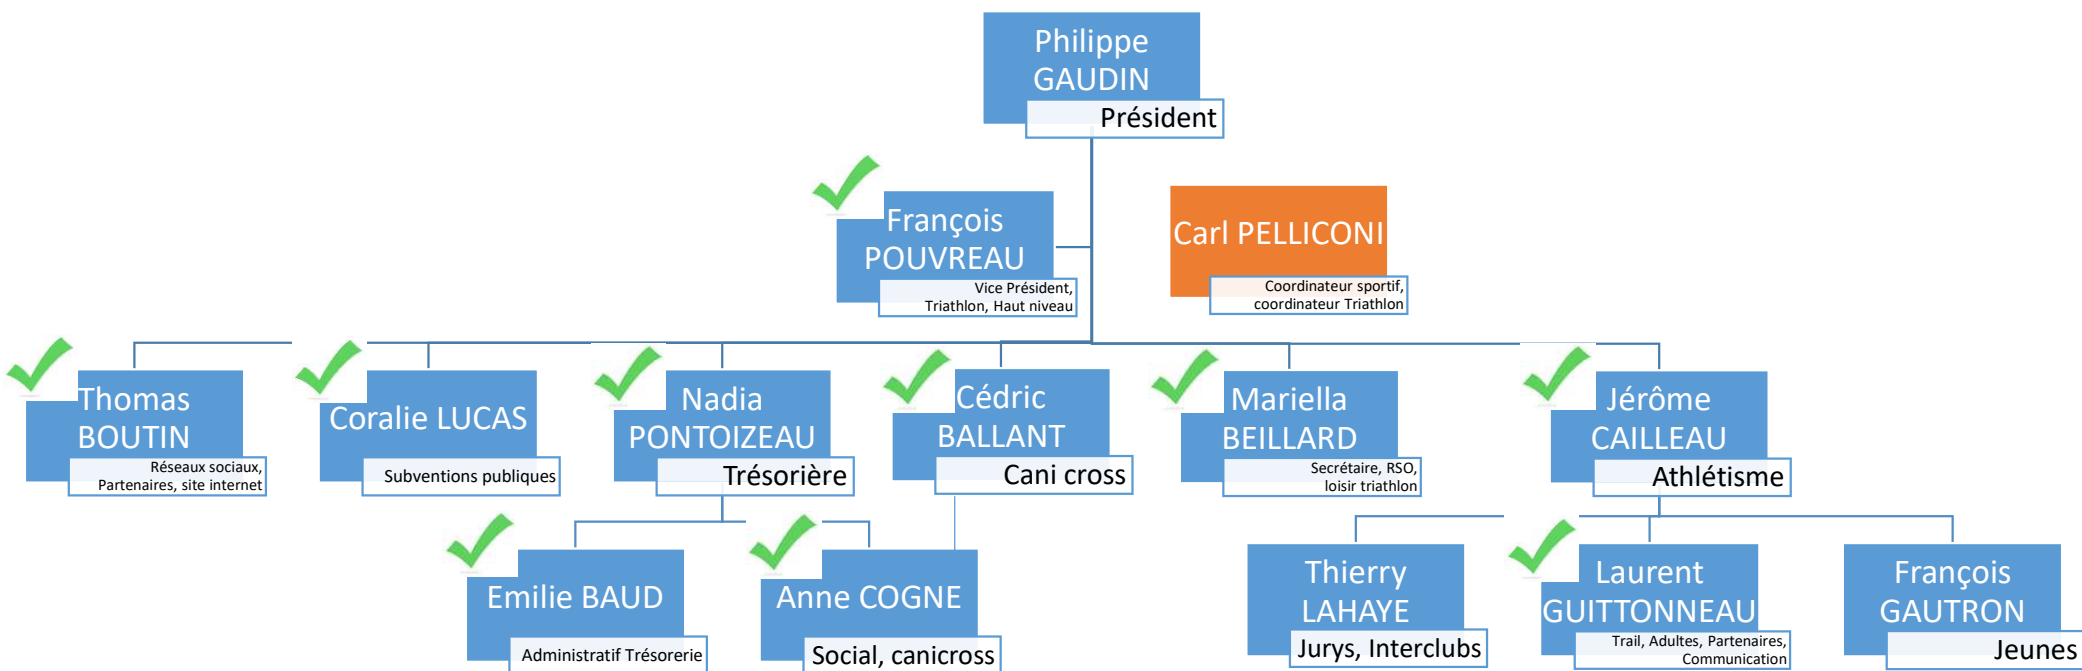 Philippe
GAUDIN
Président
François
POUVREAU
Vice Président,
Triathlon, Haut niveau
Carl PELLICONI
Coordinateur sportif,
coordinateur Triathlon
Thomas
BOUTIN
Réseaux sociaux,
Partenaires, site internet
Coralie LUCAS
Subventions publiques
Nadia
PONTOIZEAU
Trésorière
Cédric
BALLANT
Cani cross
Mariella
BEILLARD
Secrétaire, RSO,
loisir triathlon
Jérôme
CAILLEAU
Athlétisme
Emilie BAUD
Administratif Trésorerie
Anne COGNE
Social, canicross
Thierry
LAHAYE
Jurys, Interclubs
Laurent
GUITTONNEAU
Trail, Adultes, Partenaires,
Communication
François
GAUTRON
Jeunes